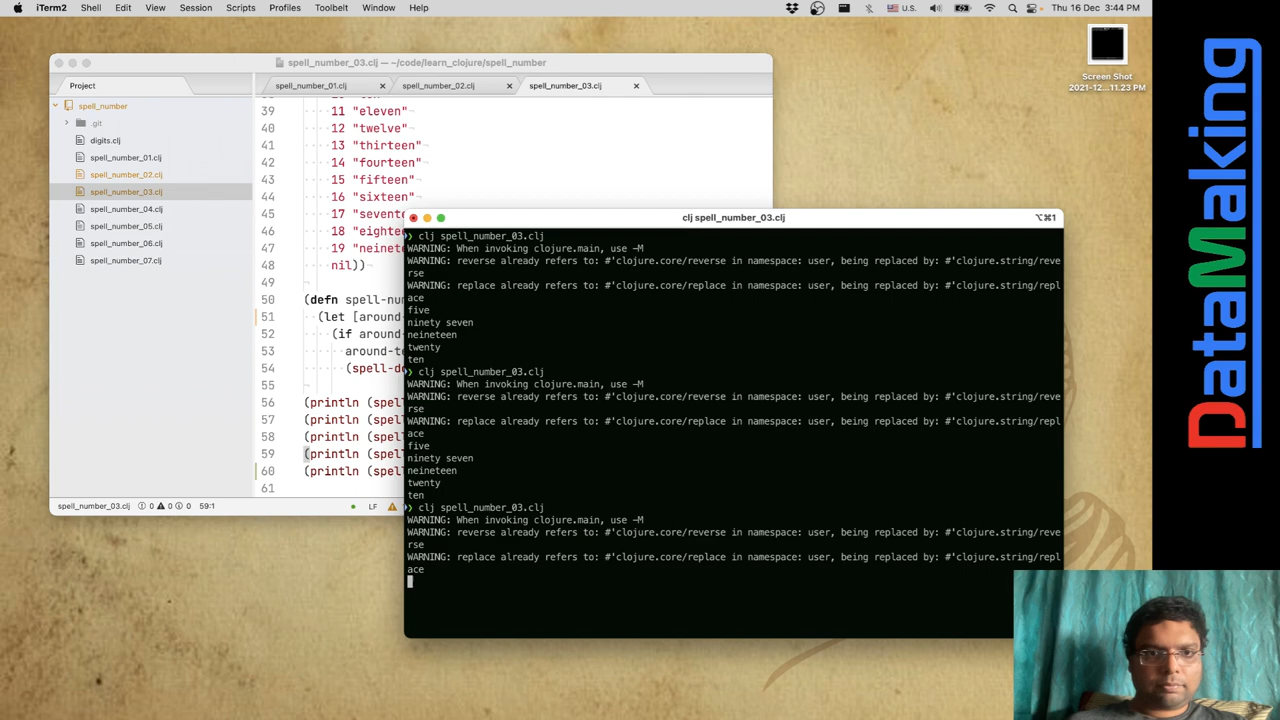 iTerm2 Shell Edit View Session Scripts Profiles Toolbelt Window Help U.S. Thu 16 Dec 3:44 PM
Screen Shot
2021-12...11.23 PM
DataMaking
spell_number_03.clj — ~/code/learn_clojure/spell_number
Project
spell_number_01.clj spell_number_02.clj spell_number_03.clj
spell_number
.git
digits.clj
spell_number_01.clj
spell_number_02.clj
spell_number_03.clj
spell_number_04.clj
spell_number_05.clj
spell_number_06.clj
spell_number_07.clj
39 11 "eleven"
40 12 "twelve"
41 13 "thirteen"
42 14 "fourteen"
43 15 "fifteen"
44 16 "sixteen"
45 17 "sevente
46 18 "eightee
47 19 "neinete
48 nil))
49
50 (defn spell-num
51 (let [around-
52 (if around-
53 around-te
54 (spell-do
55
56 (println (spel
57 (println (spel
58 (println (spel
59 (println (spel
60 (println (spel
61
spell_number_03.clj 0 0 0 59:1 LF
clj spell_number_03.clj ⌥⌘1
❯ clj spell_number_03.clj
WARNING: When invoking clojure.main, use -M
WARNING: reverse already refers to: #'clojure.core/reverse in namespace: user, being replaced by: #'clojure.string/reve
rse
WARNING: replace already refers to: #'clojure.core/replace in namespace: user, being replaced by: #'clojure.string/repl
ace
five
ninety seven
neineteen
twenty
ten
❯ clj spell_number_03.clj
WARNING: When invoking clojure.main, use -M
WARNING: reverse already refers to: #'clojure.core/reverse in namespace: user, being replaced by: #'clojure.string/reve
rse
WARNING: replace already refers to: #'clojure.core/replace in namespace: user, being replaced by: #'clojure.string/repl
ace
five
ninety seven
neineteen
twenty
ten
❯ clj spell_number_03.clj
WARNING: When invoking clojure.main, use -M
WARNING: reverse already refers to: #'clojure.core/reverse in namespace: user, being replaced by: #'clojure.string/reve
rse
WARNING: replace already refers to: #'clojure.core/replace in namespace: user, being replaced by: #'clojure.string/repl
ace